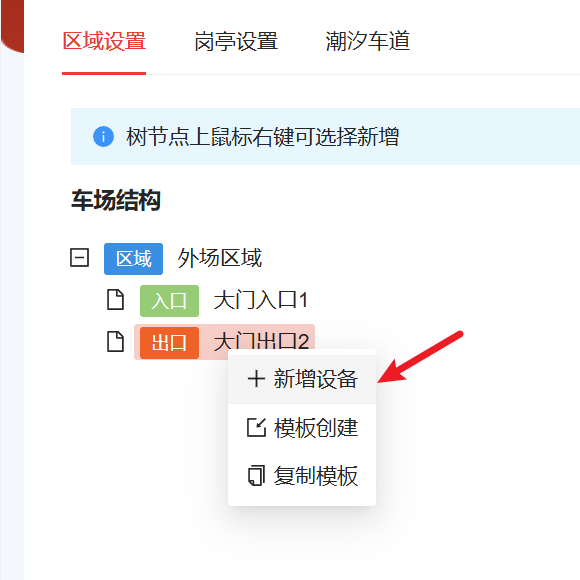 区域设置 岗亭设置 潮汐车道
树节点上鼠标右键可选择新增
车场结构
区域 外场区域
入口 大门入口1
出口 大门出口2
新增设备
模板创建
复制模板